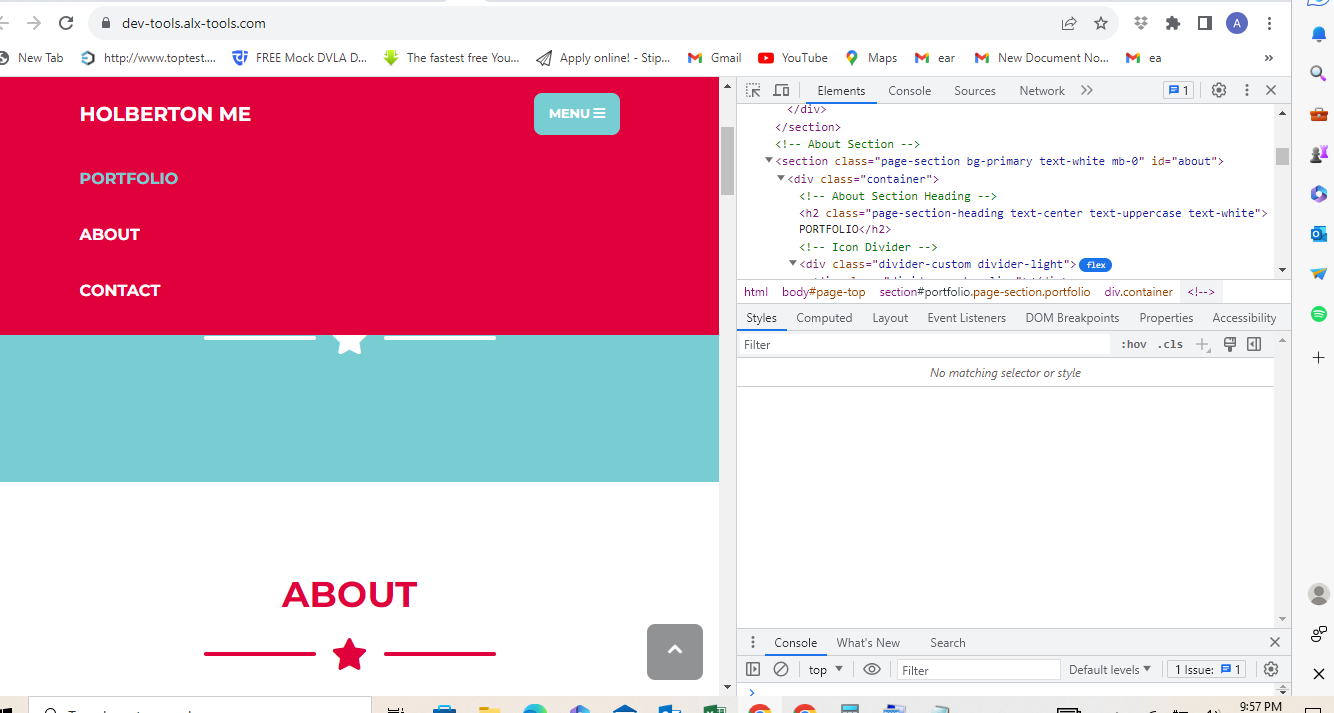 dev-tools.alx-tools.com
A
New Tab
http://www.toptest....
FREE Mock DVLA D...
The fastest free You...
Apply online! - Stip...
Gmail
YouTube
Maps
ear
New Document No...
ea
»
HOLBERTON ME
MENU
PORTFOLIO
ABOUT
CONTACT
ABOUT
Elements
Console
Sources
Network
1
</div>
</section>
<!-- About Section -->
<section class="page-section bg-primary text-white mb-0" id="about">
<div class="container">
<!-- About Section Heading -->
<h2 class="page-section-heading text-center text-uppercase text-white">
PORTFOLIO</h2>
<!-- Icon Divider -->
<div class="divider-custom divider-light">
flex
html
body#page-top
section#portfolio.page-section.portfolio
div.container
<!-->
Styles
Computed
Layout
Event Listeners
DOM Breakpoints
Properties
Accessibility
Filter
:hov
.cls
No matching selector or style
Console
What's New
Search
top
Filter
Default levels
1 Issue:
1
9:57 PM